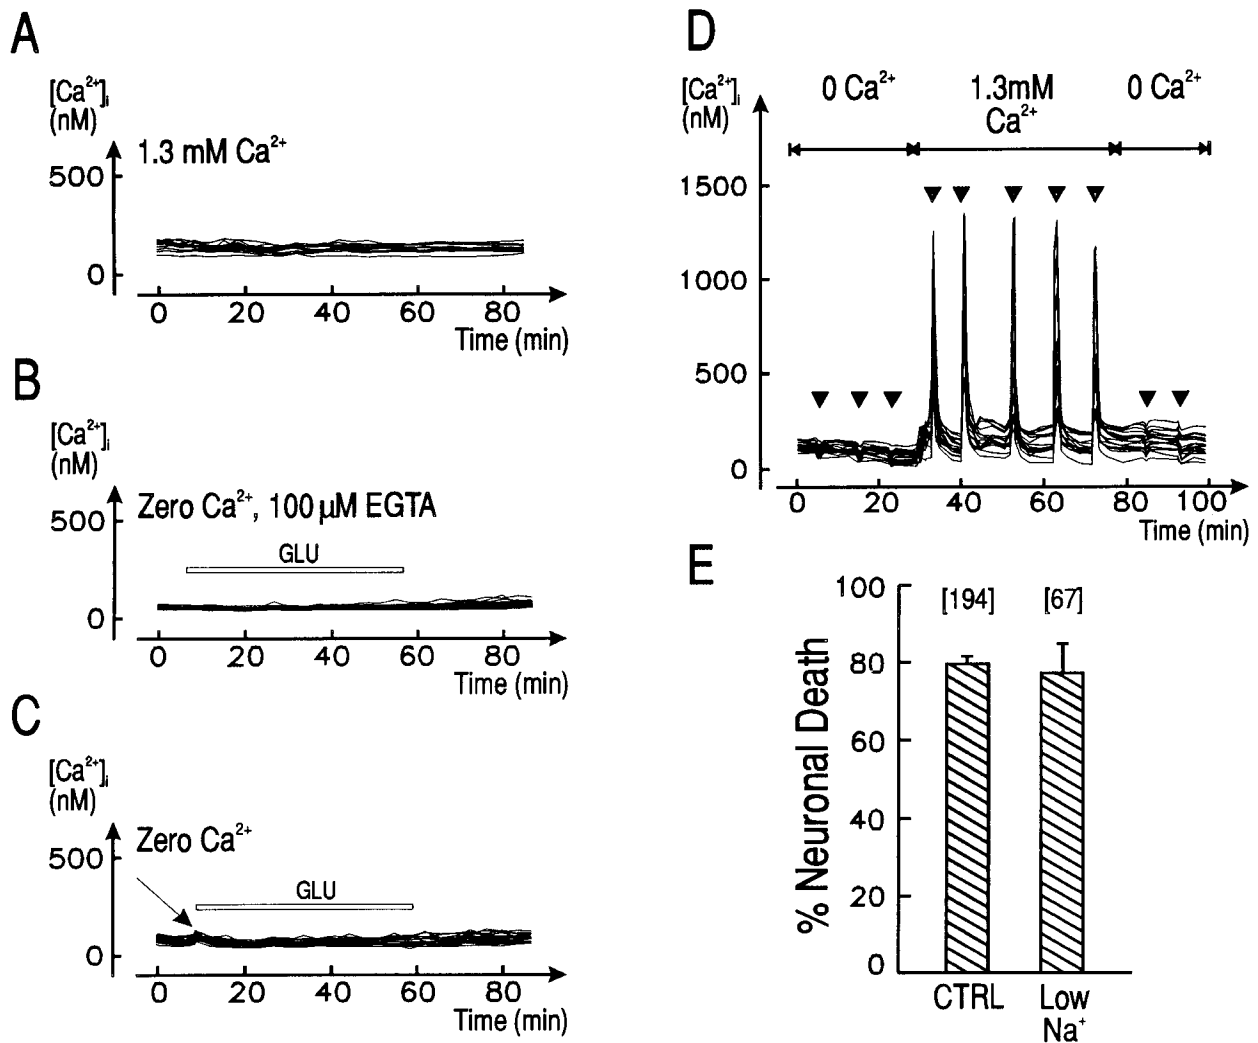 A
[Ca²⁺]ᵢ
(nM)
1.3 mM Ca²⁺
500
0
0 20 40 60 80
Time (min)
B
[Ca²⁺]ᵢ
(nM)
Zero Ca²⁺, 100 µM EGTA
500
GLU
0
0 20 40 60 80
Time (min)
C
[Ca²⁺]ᵢ
(nM)
Zero Ca²⁺
500
GLU
0
0 20 40 60 80
Time (min)
D
[Ca²⁺]ᵢ
(nM)
0 Ca²⁺ 1.3mM 0 Ca²⁺
Ca²⁺
1500
1000
500
0
0 20 40 60 80 100
Time (min)
E
% Neuronal Death
100
[194] [67]
80
60
40
20
0
CTRL Low
Na⁺